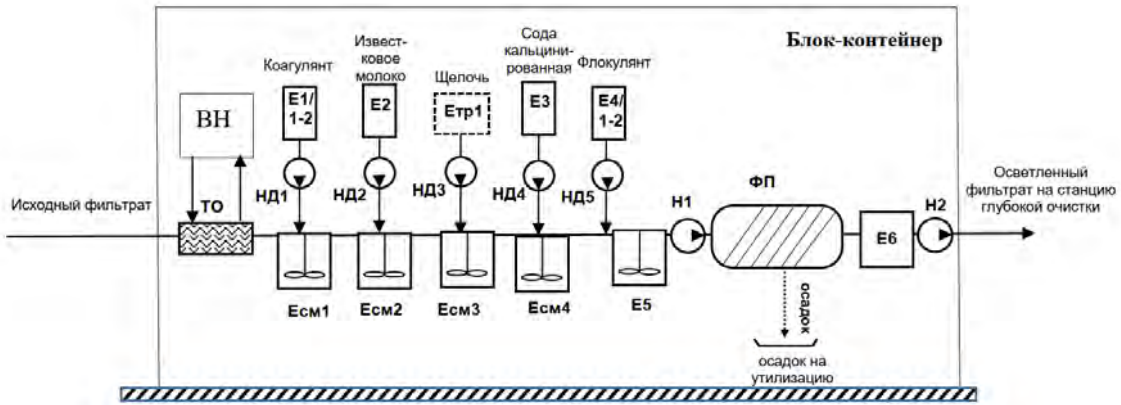 Блок-контейнер
Коагулянт
Извест-
ковое
молоко
Щелочь
Сода
кальцини-
рованная
Флокулянт
ВН
Е1/
1-2
Е2
Етр1
Е3
Е4/
1-2
НД1
НД2
НД3
НД4
НД5
Исходный фильтрат
ТО
Н1
ФП
Е6
Н2
Осветленный
фильтрат на станцию
глубокой очистки
Есм1
Есм2
Есм3
Есм4
Е5
осадок
осадок на
утилизацию